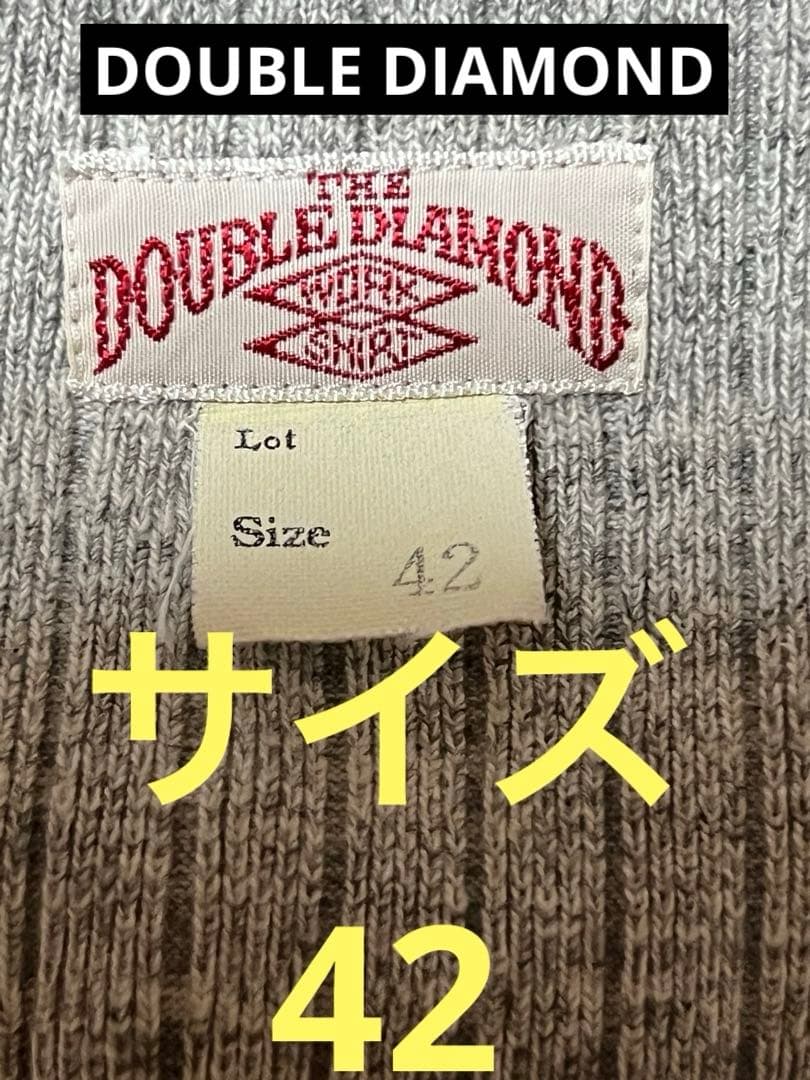 DOUBLE DIAMOND
THE
DOUBLE DIAMOND
WORK
SHIRT
Lot
Size
42
サイズ
42